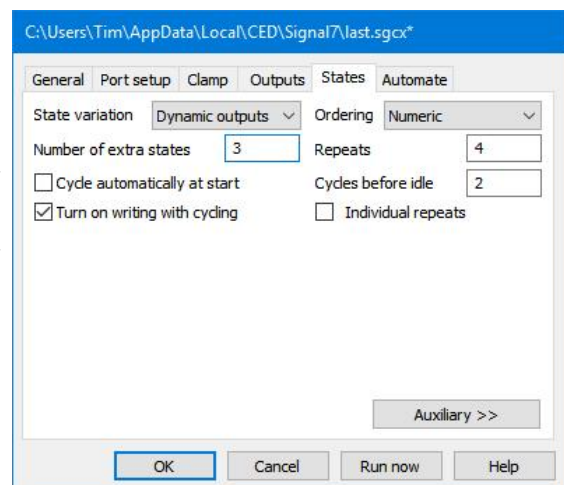 C:\Users\Tim\AppData\Local\CED\Signal7\last.sgcx*
General Port setup Clamp Outputs States Automate
State variation Dynamic outputs Ordering Numeric
Number of extra states 3 Repeats 4
Cycle automatically at start Cycles before idle 2
Turn on writing with cycling Individual repeats
Auxiliary >>
OK Cancel Run now Help